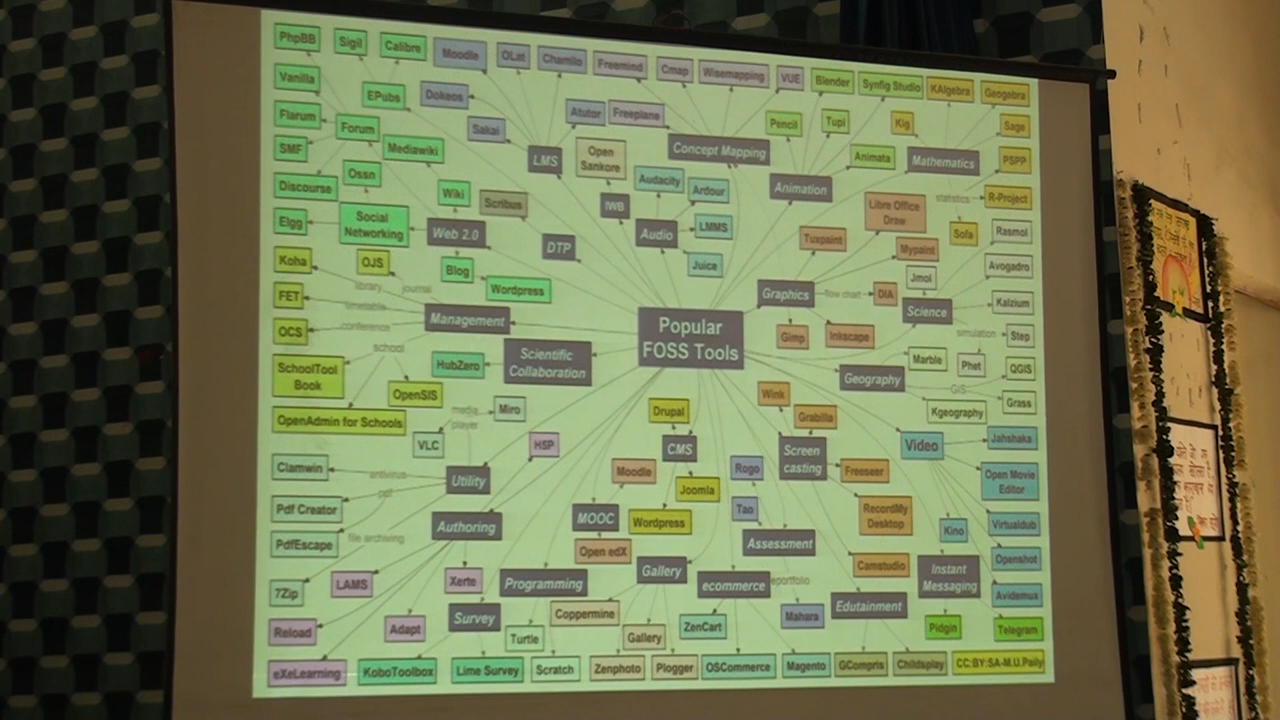 PhpBB
Sigil
Calibre
Moodle
OLat
Chamilo
Freemind
Cmap
Wisemapping
VUE
Blender
Synfig Studio
KAlgebra
Geogebra
Vanilla
EPubs
Dokeos
Atutor
Freeplane
Pencil
Tupi
Kig
Sage
Flarum
Forum
Sakai
SMF
Mediawiki
LMS
Open
Sankore
Concept Mapping
Animata
Mathematics
PSPP
Discourse
Ossn
Wiki
Scribus
IWB
Audacity
Ardour
Animation
statistics
R-Project
Elgg
Social
Networking
Web 2.0
DTP
Audio
LMMS
Libre Office
Draw
Tuxpaint
Mypaint
Sofa
Rasmol
Koha
OJS
Blog
Wordpress
Juice
Jmol
Avogadro
library
journal
FET
timetable
Graphics
flow chart
DIA
Science
Kalzium
OCS
conference
Management
Popular
FOSS Tools
Gimp
Inkscape
simulation
Step
school
SchoolTool
Book
HubZero
Scientific
Collaboration
Geography
Marble
Phet
QGIS
GIS
OpenSIS
OpenAdmin for Schools
media
player
Miro
Drupal
Wink
Grabilla
Kgeography
Grass
VLC
H5P
CMS
Screen
casting
Video
Jahshaka
Clamwin
antivirus
Utility
Moodle
Rogo
Freeseer
Open Movie
Editor
Pdf Creator
pdf
Joomla
Tao
RecordMy
Desktop
PdfEscape
file archiving
Authoring
MOOC
Wordpress
Assessment
Kino
Virtualdub
Open edX
Camstudio
Openshot
7Zip
LAMS
Xerte
Programming
Gallery
ecommerce
eportfolio
Instant
Messaging
Avidemux
Reload
Adapt
Survey
Turtle
Coppermine
Gallery
ZenCart
Mahara
Edutainment
Pidgin
Telegram
eXeLearning
KoboToolbox
Lime Survey
Scratch
Zenphoto
Plogger
OSCommerce
Magento
GCompris
Childsplay
CC:BY:SA-M.U.Paily